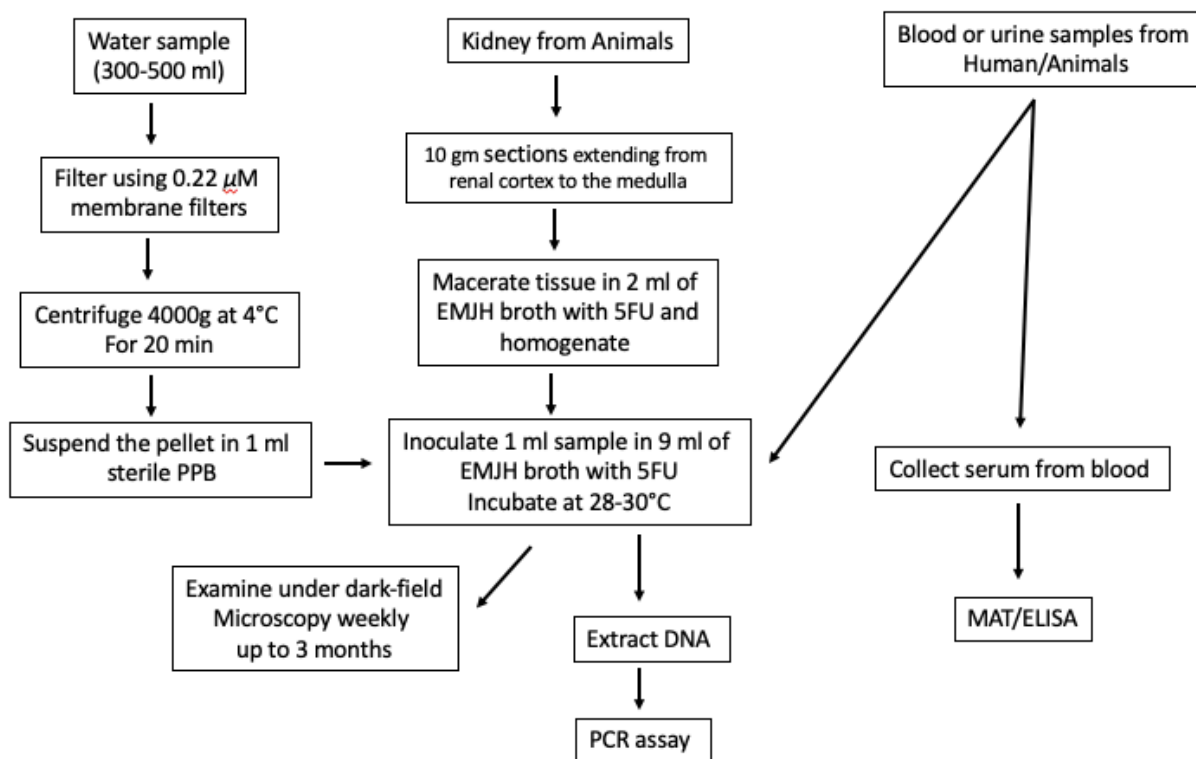 Water sample
(300-500 ml)
Filter using 0.22 µM
membrane filters
Centrifuge 4000g at 4°C
For 20 min
Suspend the pellet in 1 ml
sterile PPB
Kidney from Animals
10 gm sections extending from
renal cortex to the medulla
Macerate tissue in 2 ml of
EMJH broth with 5FU and
homogenate
Inoculate 1 ml sample in 9 ml of
EMJH broth with 5FU
Incubate at 28-30°C
Examine under dark-field
Microscopy weekly
up to 3 months
Extract DNA
PCR assay
Blood or urine samples from
Human/Animals
Collect serum from blood
MAT/ELISA